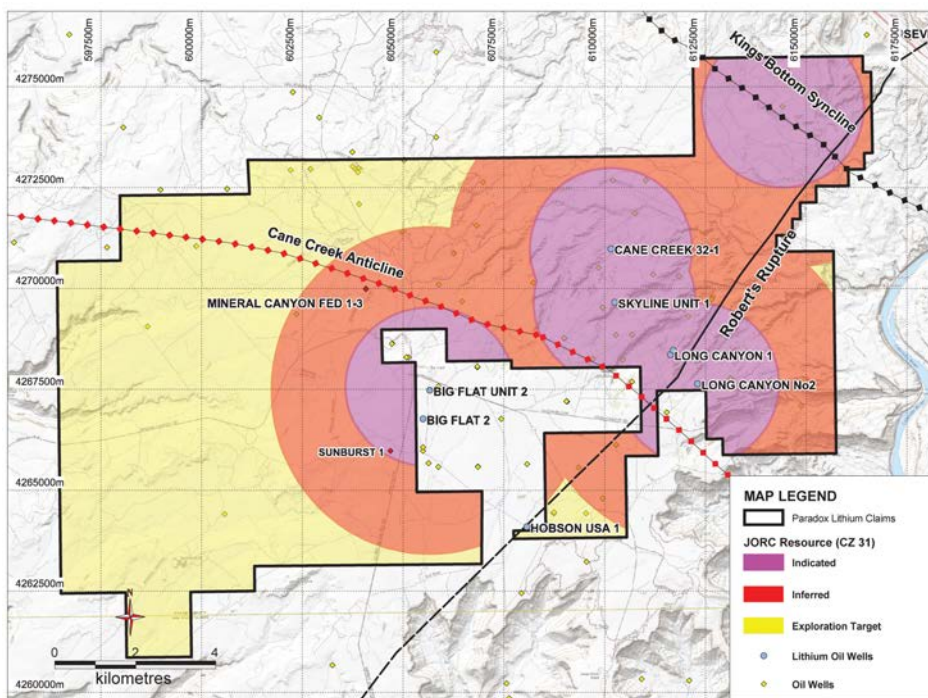 597500m
600000m
602500m
605000m
607500m
610000m
612500m
615000m
617500m
SEV
4275000m
4272500m
4270000m
4267500m
4265000m
4262500m
4260000m
Kings Bottom Syncline
Cane Creek Anticline
Robert's Rupture
CANE CREEK 32-1
MINERAL CANYON FED 1-3
SKYLINE UNIT 1
LONG CANYON 1
LONG CANYON No2
BIG FLAT UNIT 2
BIG FLAT 2
SUNBURST 1
HOBSON USA 1
N
0 2 4
kilometres
MAP LEGEND
Paradox Lithium Claims
JORC Resource (CZ 31)
Indicated
Inferred
Exploration Target
Lithium Oil Wells
Oil Wells